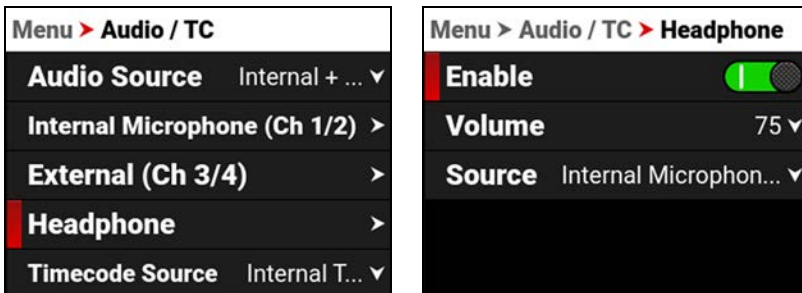 Menu > Audio / TC
Audio Source Internal + ...
Internal Microphone (Ch 1/2) >
External (Ch 3/4) >
Headphone >
Timecode Source Internal T...
Menu > Audio / TC > Headphone
Enable
Volume 75
Source Internal Microphon...